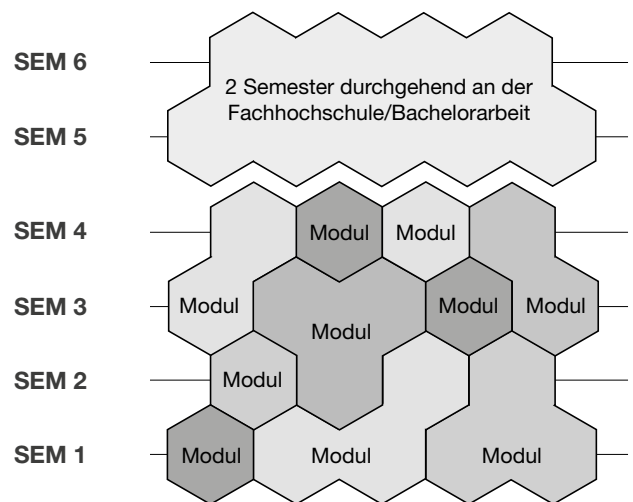 SEM 6
2 Semester durchgehend an der
Fachhochschule/Bachelorarbeit
SEM 5
SEM 4
Modul
Modul
SEM 3
Modul
Modul
Modul
Modul
SEM 2
Modul
SEM 1
Modul
Modul
Modul